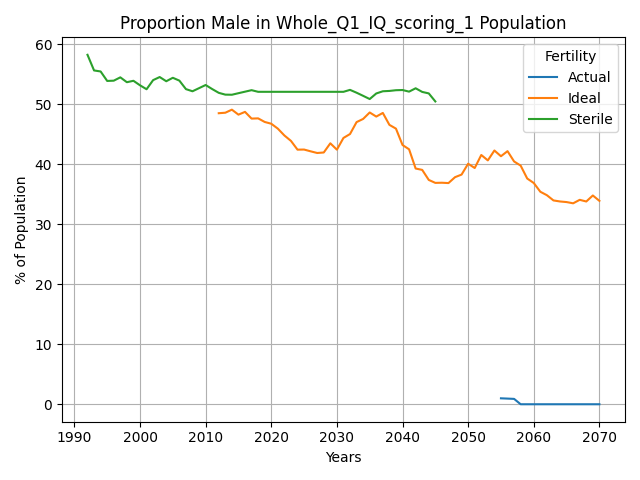 Proportion Male in Whole_Q1_IQ_scoring_1 Population
60
50
40
30
20
10
0
% of Population
Fertility
Actual
Ideal
Sterile
1990 2000 2010 2020 2030 2040 2050 2060 2070
Years